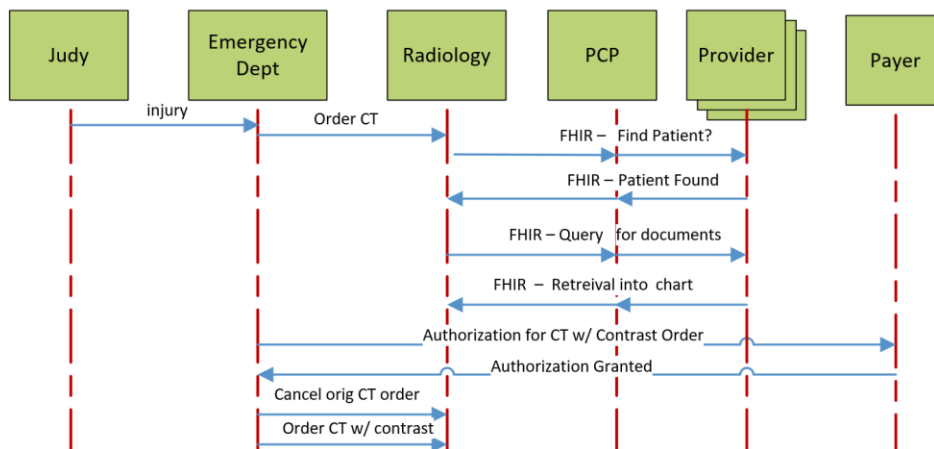 Judy
Emergency
Dept
Radiology
PCP
Provider
Payer
injury
Order CT
FHIR – Find Patient?
FHIR – Patient Found
FHIR – Query for documents
FHIR – Retreival into chart
Authorization for CT w/ Contrast Order
Authorization Granted
Cancel orig CT order
Order CT w/ contrast